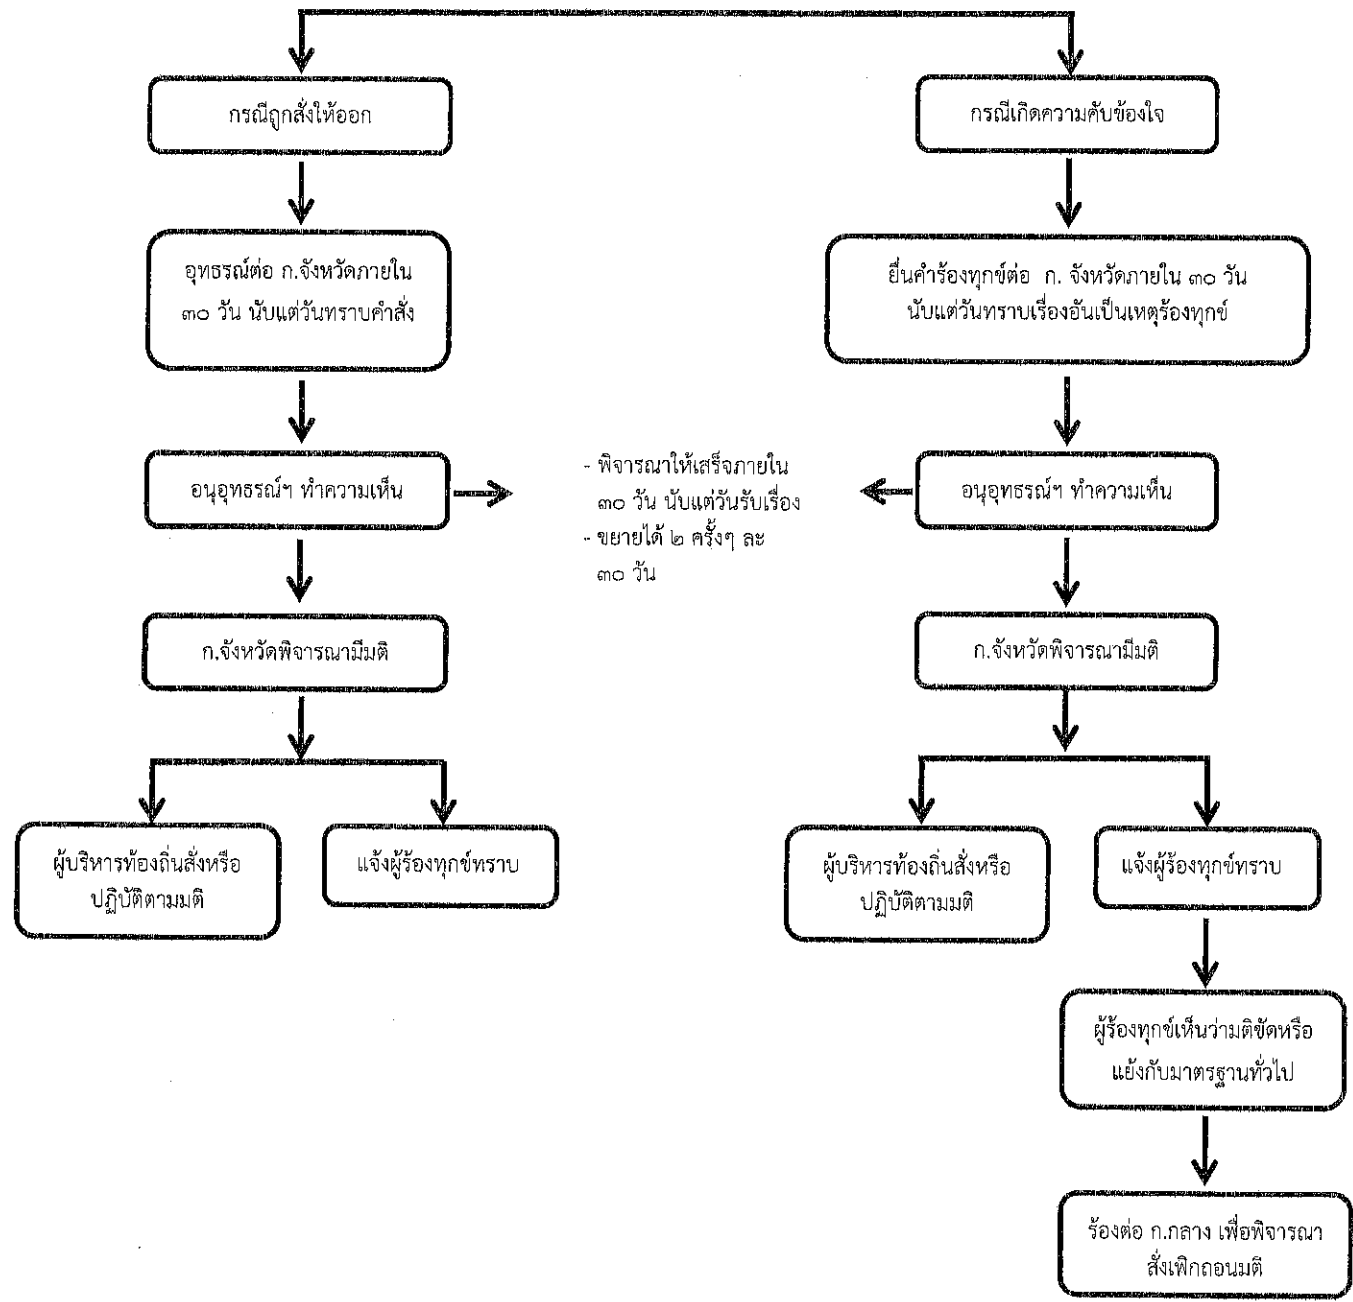 กรณีถูกสั่งให้ออก
กรณีเกิดความคับข้องใจ
อุทธรณ์ต่อ ก.จังหวัดภายใน
๓๐ วัน นับแต่วันทราบคำสั่ง
ยื่นคำร้องทุกข์ต่อ ก. จังหวัดภายใน ๓๐ วัน
นับแต่วันทราบเรื่องอันเป็นเหตุร้องทุกข์
อนุอุทธรณ์ฯ ทำความเห็น
- พิจารณาให้เสร็จภายใน
๓๐ วัน นับแต่วันรับเรื่อง
- ขยายได้ ๒ ครั้งๆ ละ
๓๐ วัน
อนุอุทธรณ์ฯ ทำความเห็น
ก.จังหวัดพิจารณามีมติ
ก.จังหวัดพิจารณามีมติ
ผู้บริหารท้องถิ่นสั่งหรือ
ปฏิบัติตามมติ
แจ้งผู้ร้องทุกข์ทราบ
ผู้บริหารท้องถิ่นสั่งหรือ
ปฏิบัติตามมติ
แจ้งผู้ร้องทุกข์ทราบ
ผู้ร้องทุกข์เห็นว่ามติขัดหรือ
แย้งกับมาตรฐานทั่วไป
ร้องต่อ ก.กลาง เพื่อพิจารณา
สั่งเพิกถอนมติ